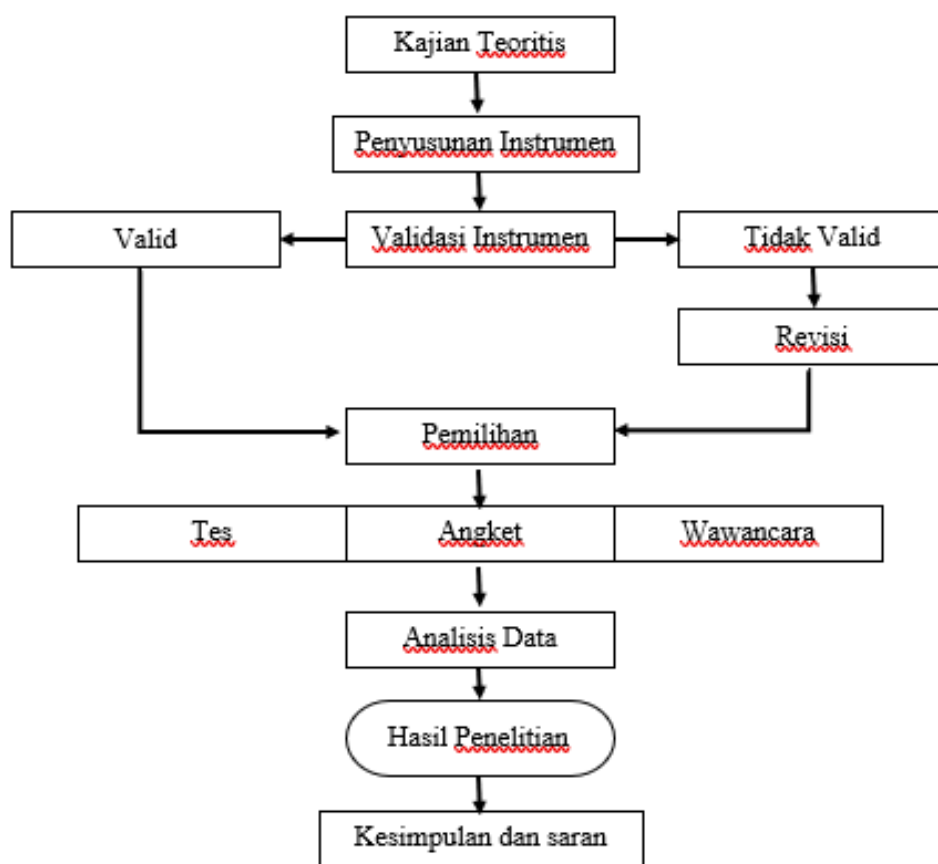 Kajian Teoritis
Penyusunan Instrumen
Valid
Validasi Instrumen
Tidak Valid
Revisi
Pemilihan
Tes
Angket
Wawancara
Analisis Data
Hasil Penelitian
Kesimpulan dan saran